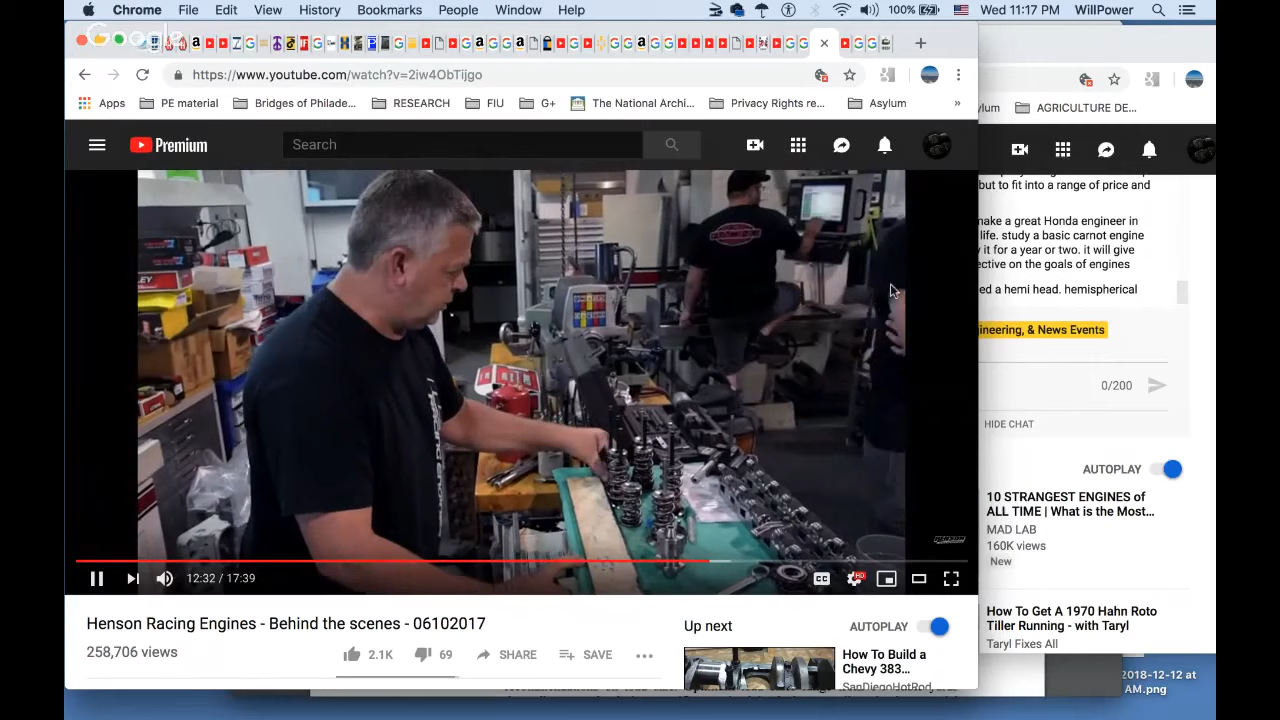 Chrome File Edit View History Bookmarks People Window Help 100% Wed 11:17 PM WillPower
Google
https://www.youtube.com/watch?v=2iw4ObTijgo
Apps PE material Bridges of Philade... RESEARCH FIU G+ The National Archi... Privacy Rights re... Asylum »
ylum AGRICULTURE DE...
Premium Search
but to fit into a range of price and
make a great Honda engineer in
life. study a basic carnot engine
it for a year or two. it will give
ective on the goals of engines
ed a hemi head. hemispherical
ineering, & News Events
0/200
HIDE CHAT
AUTOPLAY
10 STRANGEST ENGINES of
ALL TIME | What is the Most...
MAD LAB
160K views
New
How To Get A 1970 Hahn Roto
Tiller Running - with Taryl
Taryl Fixes All
12:32 / 17:39 CC HD
Henson Racing Engines - Behind the scenes - 06102017
258,706 views
2.1K 69 SHARE SAVE
Up next AUTOPLAY
How To Build a
Chevy 383...
SanDiegoHotRod
2018-12-12 at
AM.png